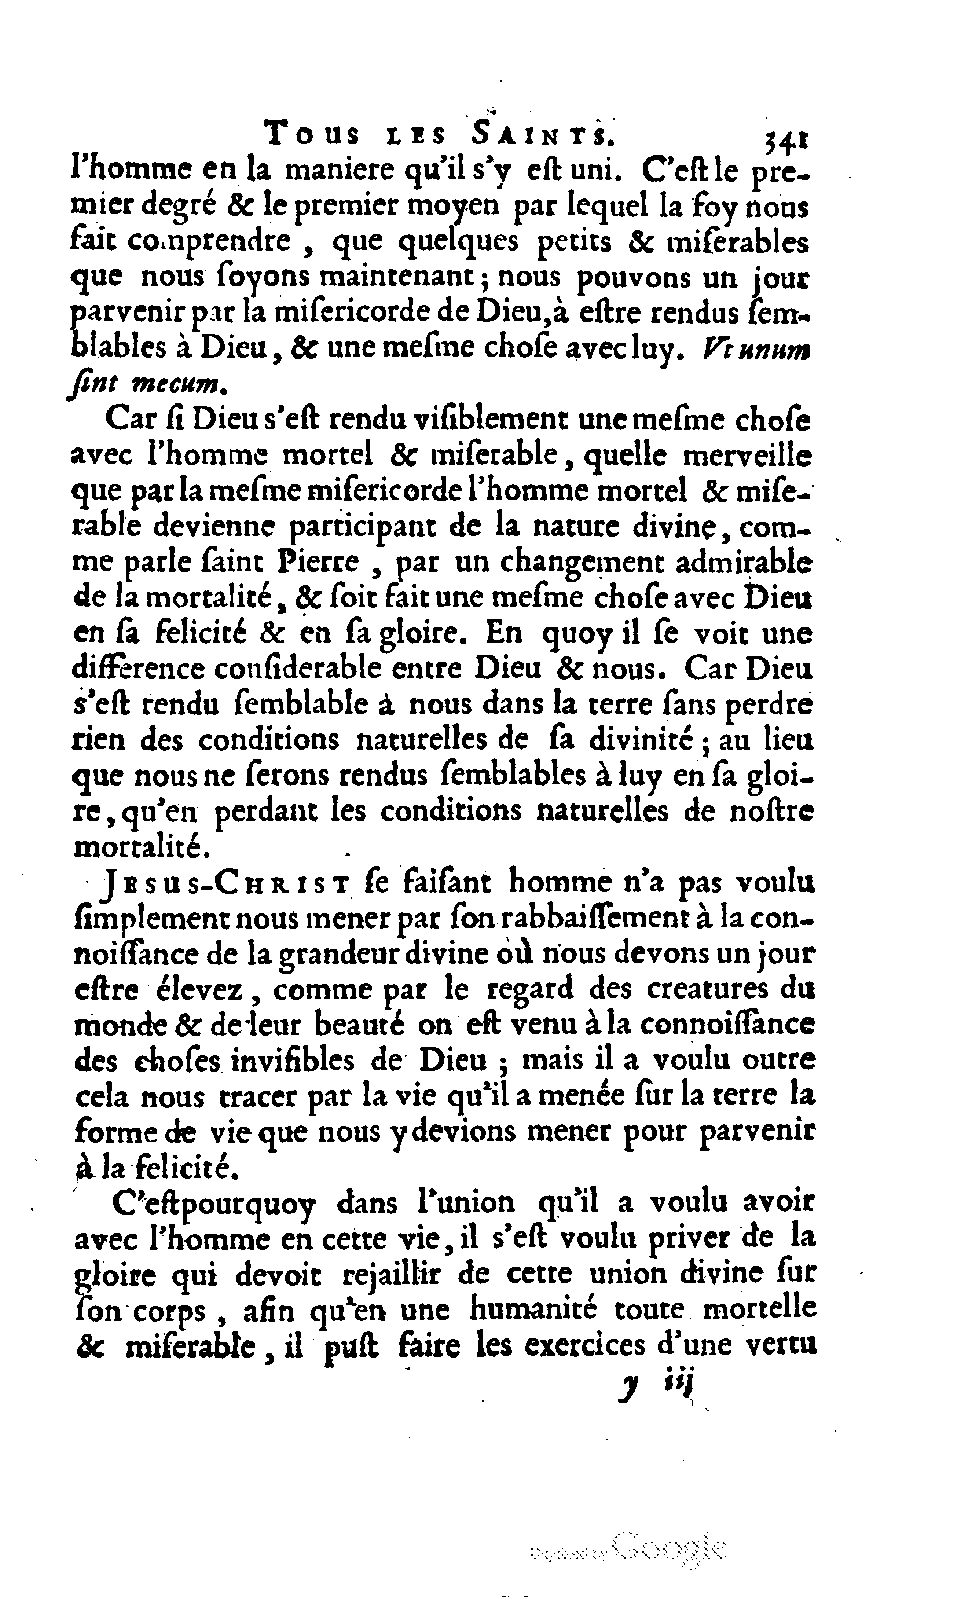 TOUS LES SAINTS. 341
l'homme en la maniere qu'il s'y eſt uni. C'eſt le pre-
mier degré & le premier moyen par lequel la foy nous
fait comprendre, que quelques petits & miſerables
que nous ſoyons maintenant; nous pouvons un jour
parvenir par la miſericorde de Dieu, à eſtre rendus ſem-
blables à Dieu, & une meſme choſe avec luy. Vt unum
ſint mecum.
Car ſi Dieu s'eſt rendu viſiblement une meſme choſe
avec l'homme mortel & miſerable, quelle merveille
que par la meſme miſericorde l'homme mortel & miſe-
rable devienne participant de la nature divine, com-
me parle ſaint Pierre, par un changement admirable
de la mortalité, & ſoit fait une meſme choſe avec Dieu
en ſa felicité & en ſa gloire. En quoy il ſe voit une
difference conſiderable entre Dieu & nous. Car Dieu
s'eſt rendu ſemblable à nous dans la terre ſans perdre
rien des conditions naturelles de ſa divinité; au lieu
que nous ne ſerons rendus ſemblables à luy en ſa gloi-
re, qu'en perdant les conditions naturelles de noſtre
mortalité.
JESUS-CHRIST ſe faiſant homme n'a pas voulu
ſimplement nous mener par ſon rabbaiſſement à la con-
noiſſance de la grandeur divine où nous devons un jour
eſtre élevez, comme par le regard des creatures du
monde & de leur beauté on eſt venu à la connoiſſance
des choſes inviſibles de Dieu; mais il a voulu outre
cela nous tracer par la vie qu'il a menée ſur la terre la
forme de vie que nous y devions mener pour parvenir
à la felicité.
C'eſtpourquoy dans l'union qu'il a voulu avoir
avec l'homme en cette vie, il s'eſt voulu priver de la
gloire qui devoit rejaillir de cette union divine ſur
ſon corps, afin qu'en une humanité toute mortelle
& miſerable, il puſt faire les exercices d'une vertu
y iij
Digitized by Google